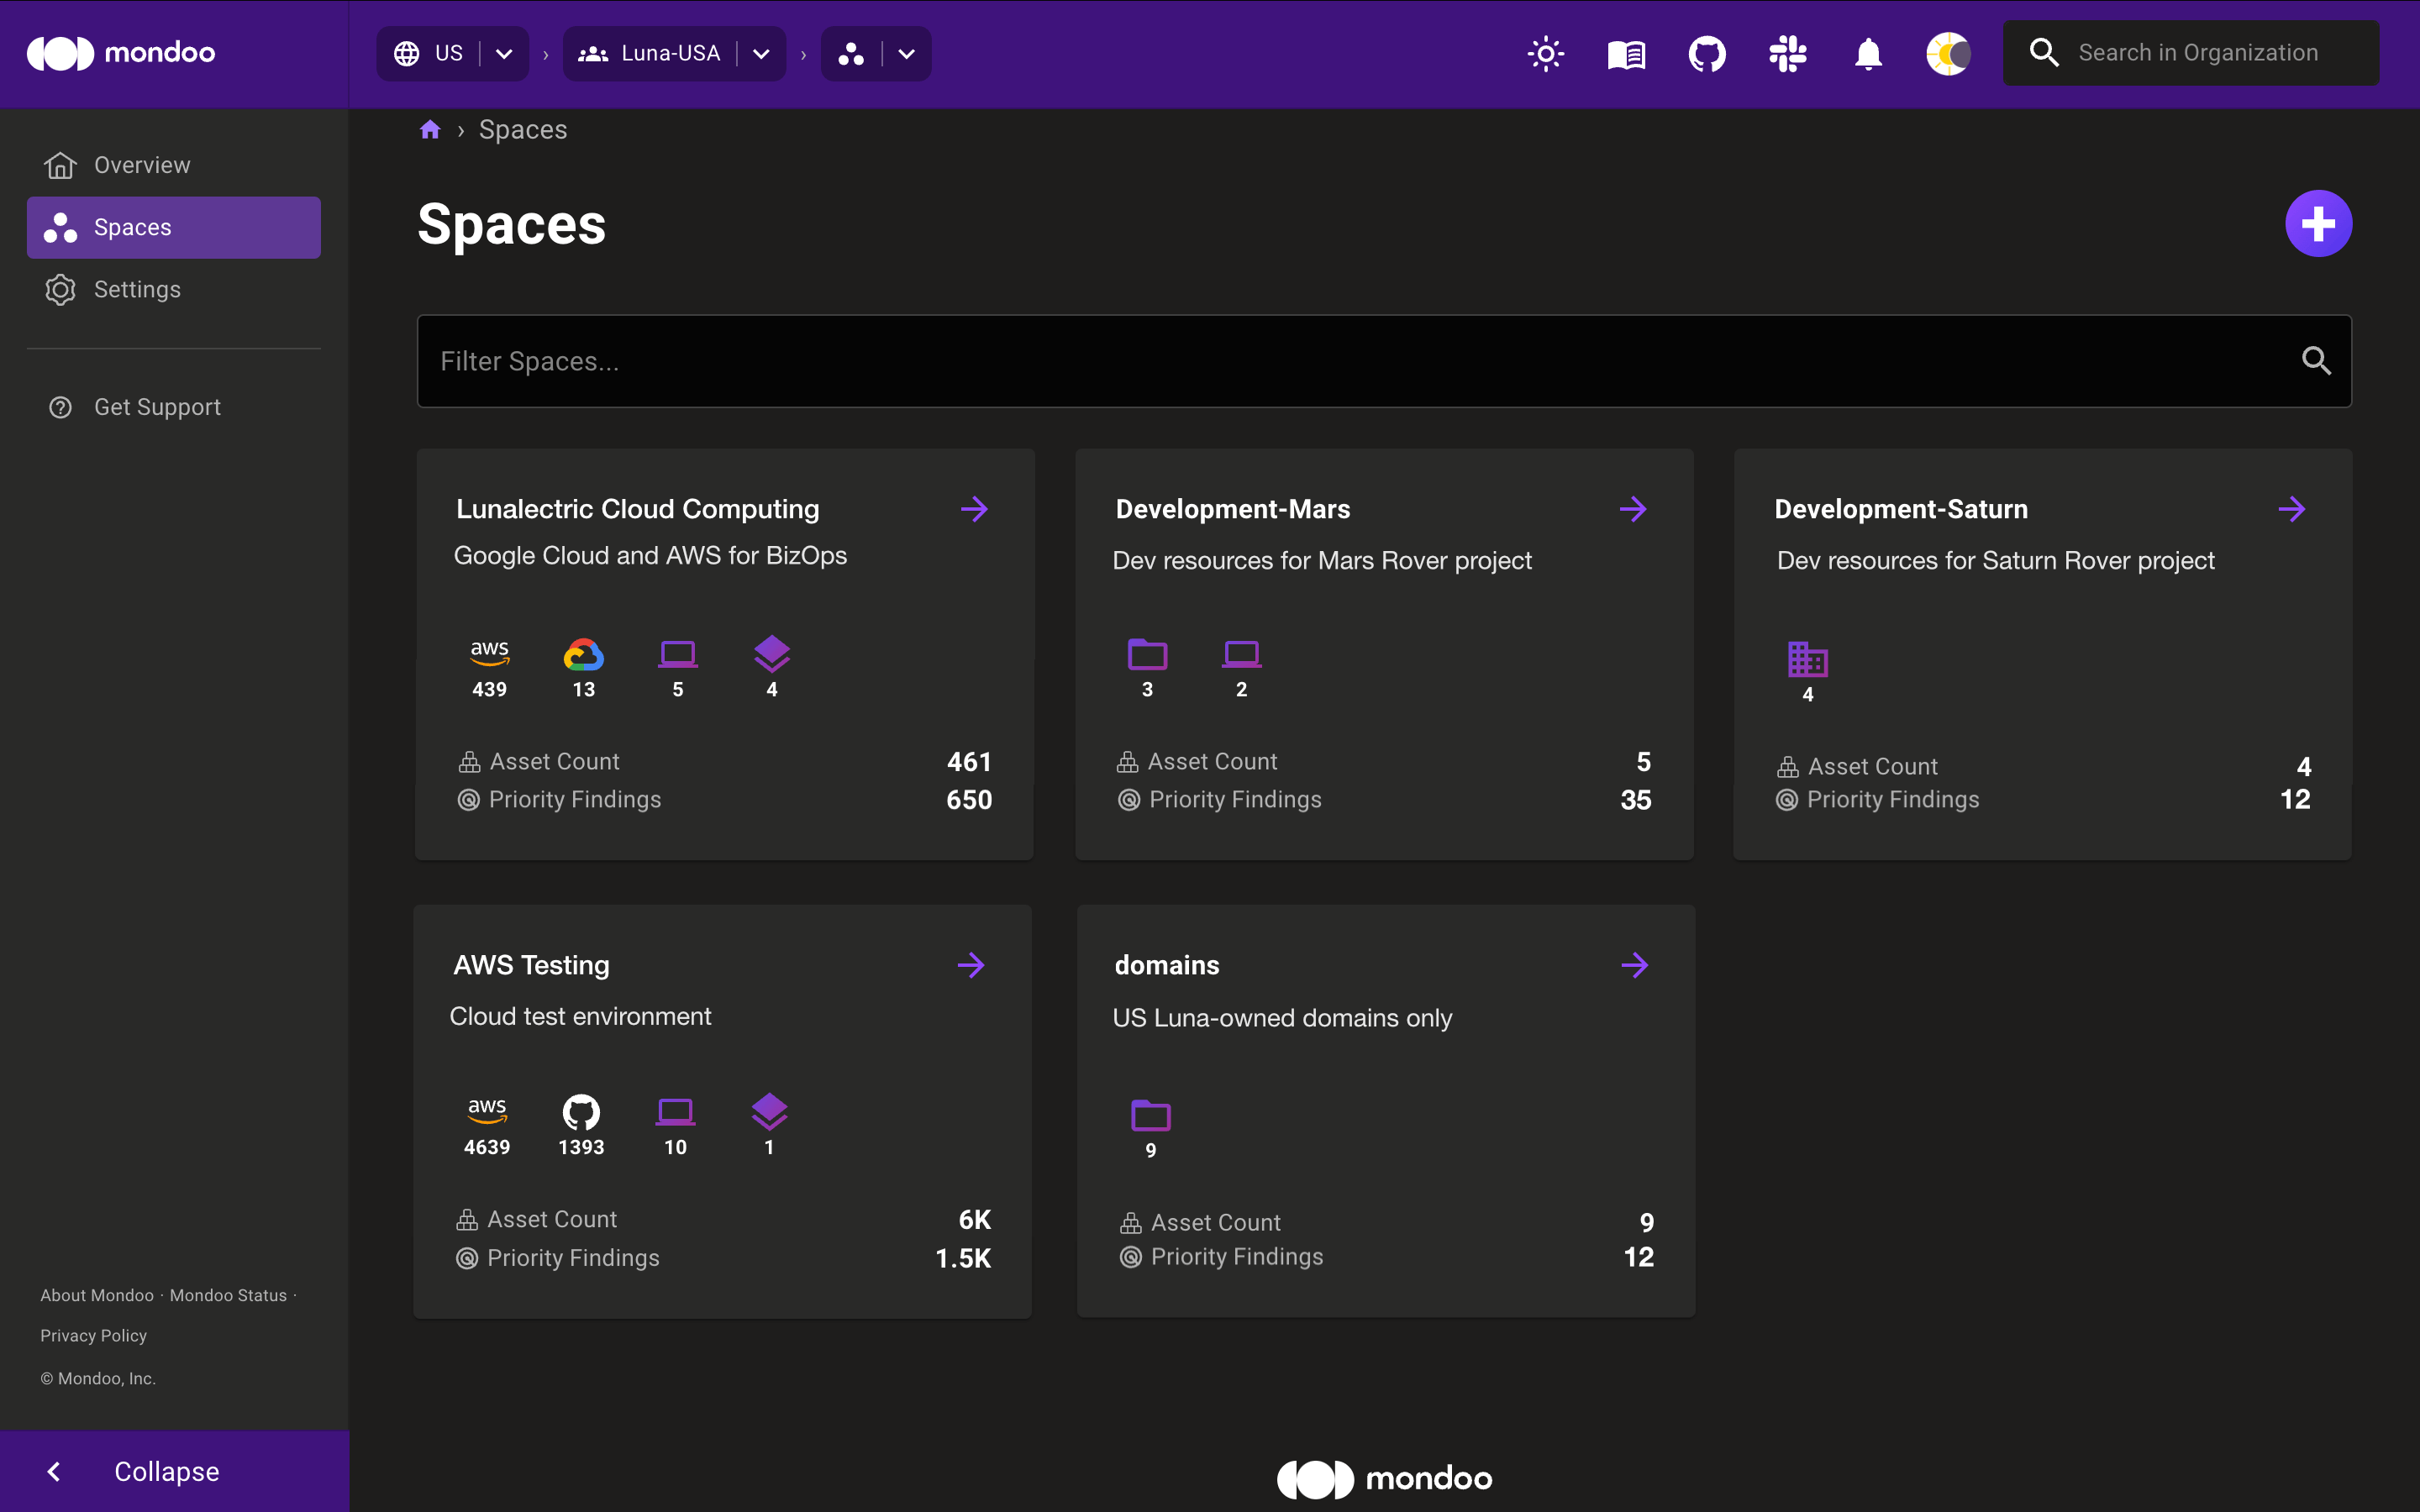 mondoo
US
Luna-USA
Search in Organization
Overview
Spaces
Settings
Get Support
About Mondoo · Mondoo Status ·
Privacy Policy
© Mondoo, Inc.
Collapse
› Spaces
Spaces
Filter Spaces...
Lunalectric Cloud Computing
Google Cloud and AWS for BizOps
aws
439 13 5 4
Asset Count 461
Priority Findings 650
Development-Mars
Dev resources for Mars Rover project
3 2
Asset Count 5
Priority Findings 35
Development-Saturn
Dev resources for Saturn Rover project
4
Asset Count 4
Priority Findings 12
AWS Testing
Cloud test environment
aws
4639 1393 10 1
Asset Count 6K
Priority Findings 1.5K
domains
US Luna-owned domains only
9
Asset Count 9
Priority Findings 12
mondoo